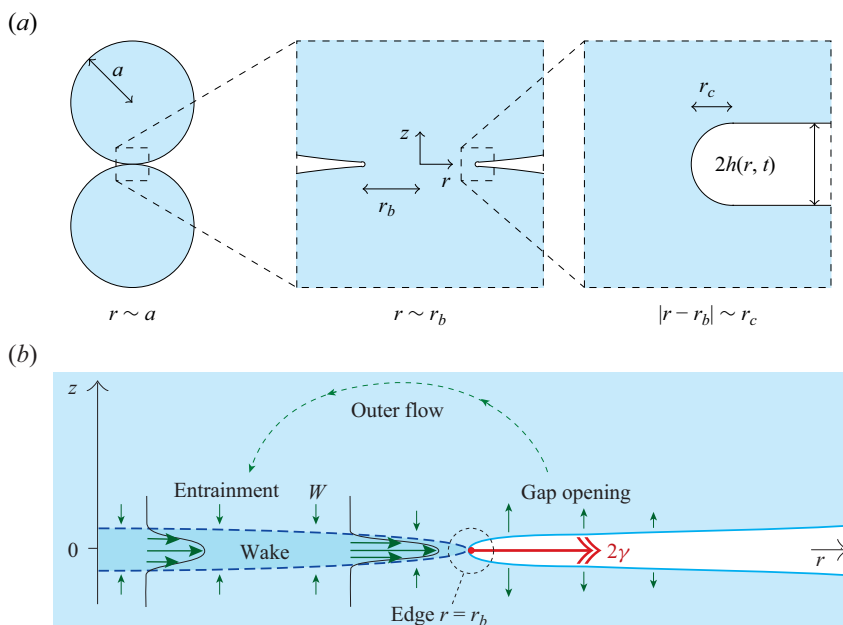 (a)
a
z
r
r_b
r_c
2h(r, t)
r ~ a
r ~ r_b
|r − r_b| ~ r_c
(b)
z
Outer flow
Entrainment W Gap opening
0 Wake 2γ r
Edge r = r_b